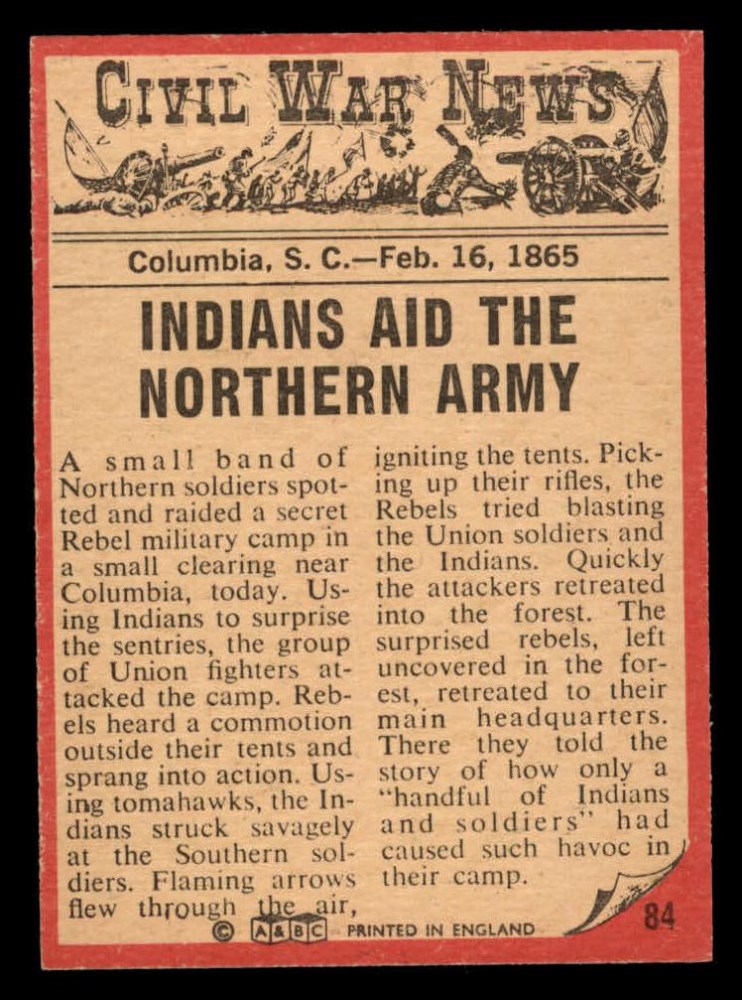 CIVIL WAR NEWS
Columbia, S. C.—Feb. 16, 1865
INDIANS AID THE
NORTHERN ARMY
A small band of
Northern soldiers spot-
ted and raided a secret
Rebel military camp in
a small clearing near
Columbia, today. Us-
ing Indians to surprise
the sentries, the group
of Union fighters at-
tacked the camp. Reb-
els heard a commotion
outside their tents and
sprang into action. Us-
ing tomahawks, the In-
dians struck savagely
at the Southern sol-
diers. Flaming arrows
flew through the air,
igniting the tents. Pick-
ing up their rifles, the
Rebels tried blasting
the Union soldiers and
the Indians. Quickly
the attackers retreated
into the forest. The
surprised rebels, left
uncovered in the for-
est, retreated to their
main headquarters.
There they told the
story of how only a
"handful of Indians
and soldiers" had
caused such havoc in
their camp.
© A&BC PRINTED IN ENGLAND
84